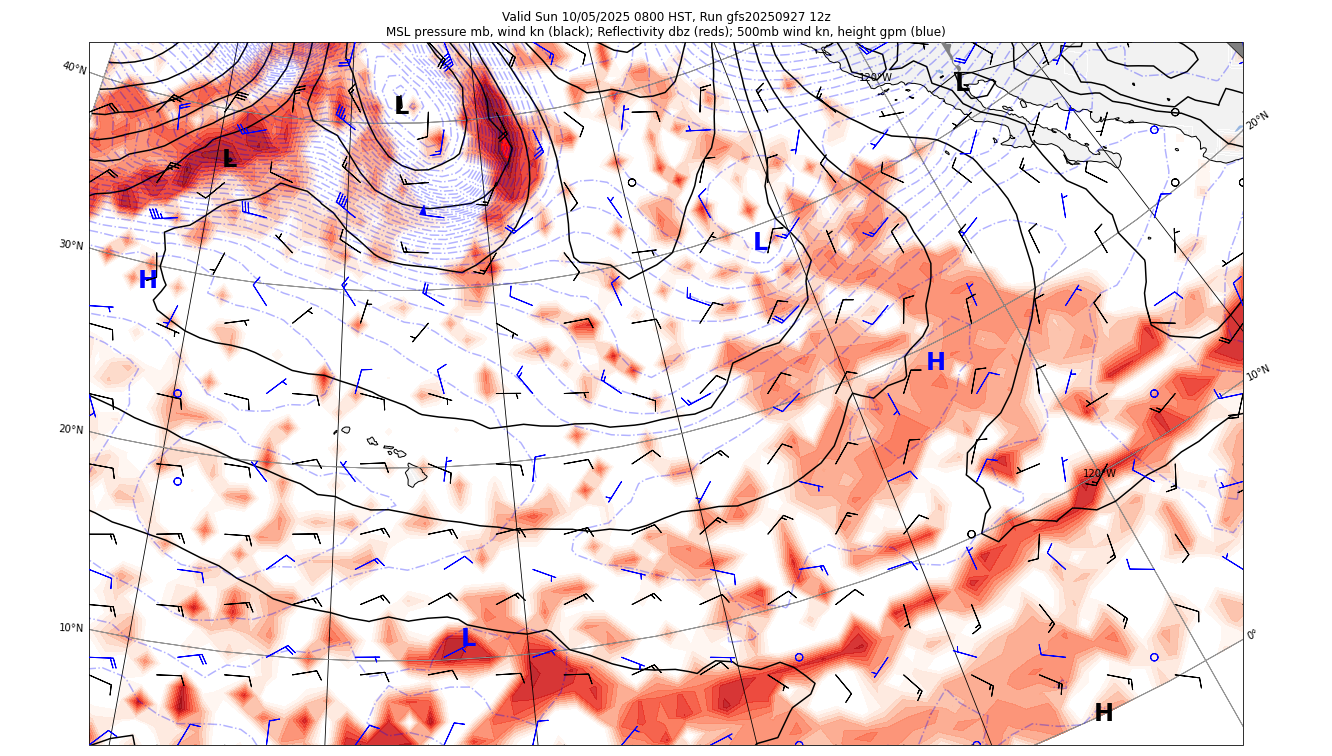 Valid Sun 10/05/2025 0800 HST, Run gfs20250927 12z
MSL pressure mb, wind kn (black); Reflectivity dbz (reds); 500mb wind kn, height gpm (blue)
40°N
120°W
L
L
20°N
L
L
30°N
H
H
10°N
20°N
120°W
10°N
L
0°
H